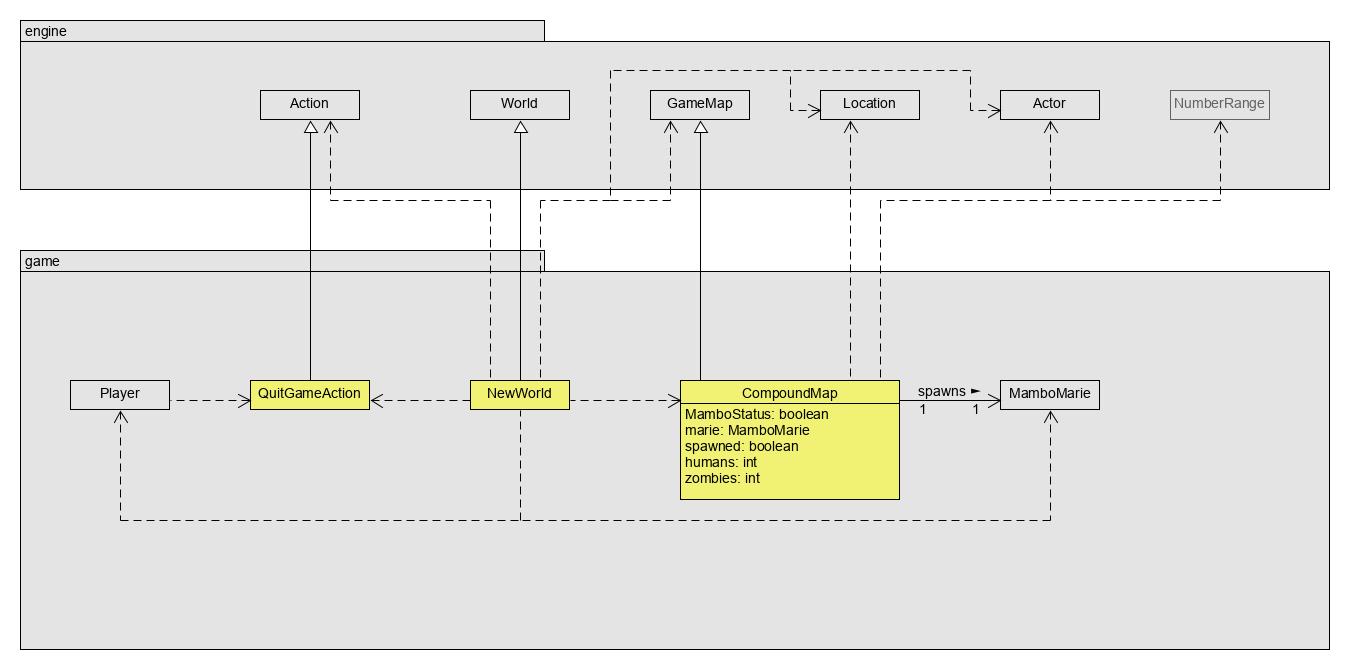 engine
Action
World
GameMap
Location
Actor
NumberRange
game
Player
QuitGameAction
NewWorld
CompoundMap
MamboStatus: boolean
marie: MamboMarie
spawned: boolean
humans: int
zombies: int
spawns ►
1 1
MamboMarie